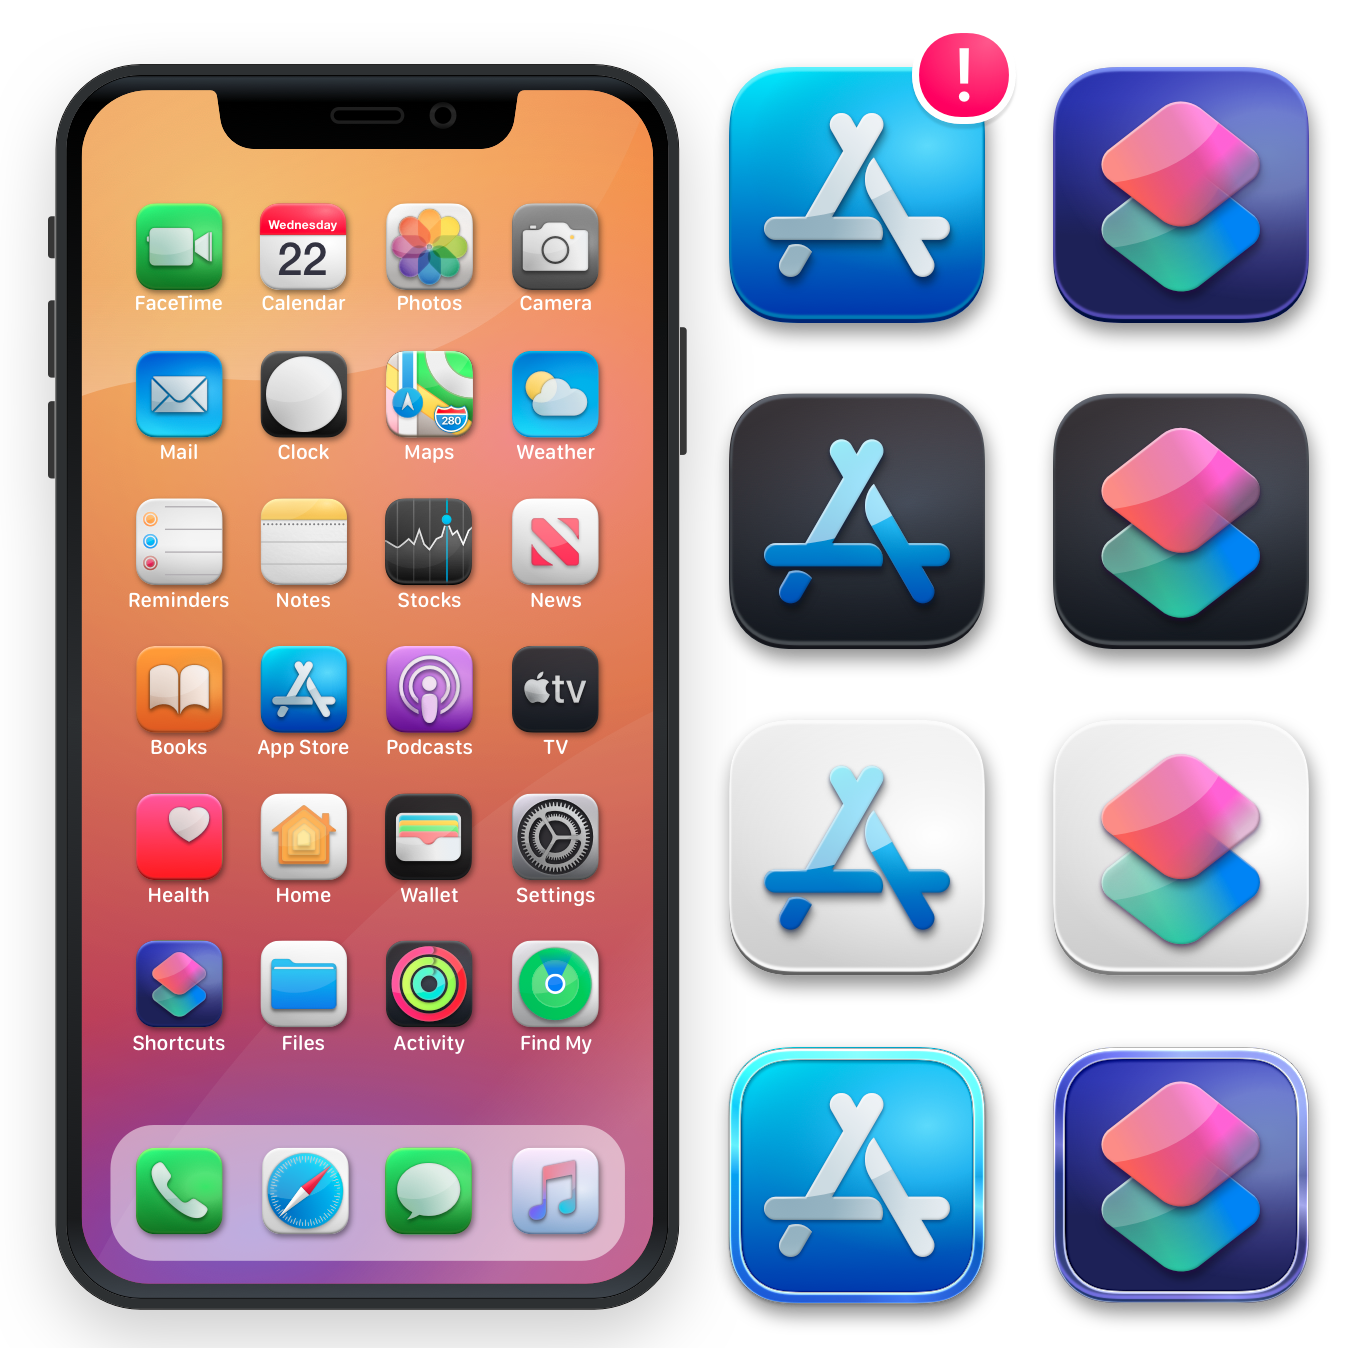 !
Wednesday
22
FaceTime Calendar Photos Camera
280
Mail Clock Maps Weather
Reminders Notes Stocks News
tv
Books App Store Podcasts TV
Health Home Wallet Settings
Shortcuts Files Activity Find My